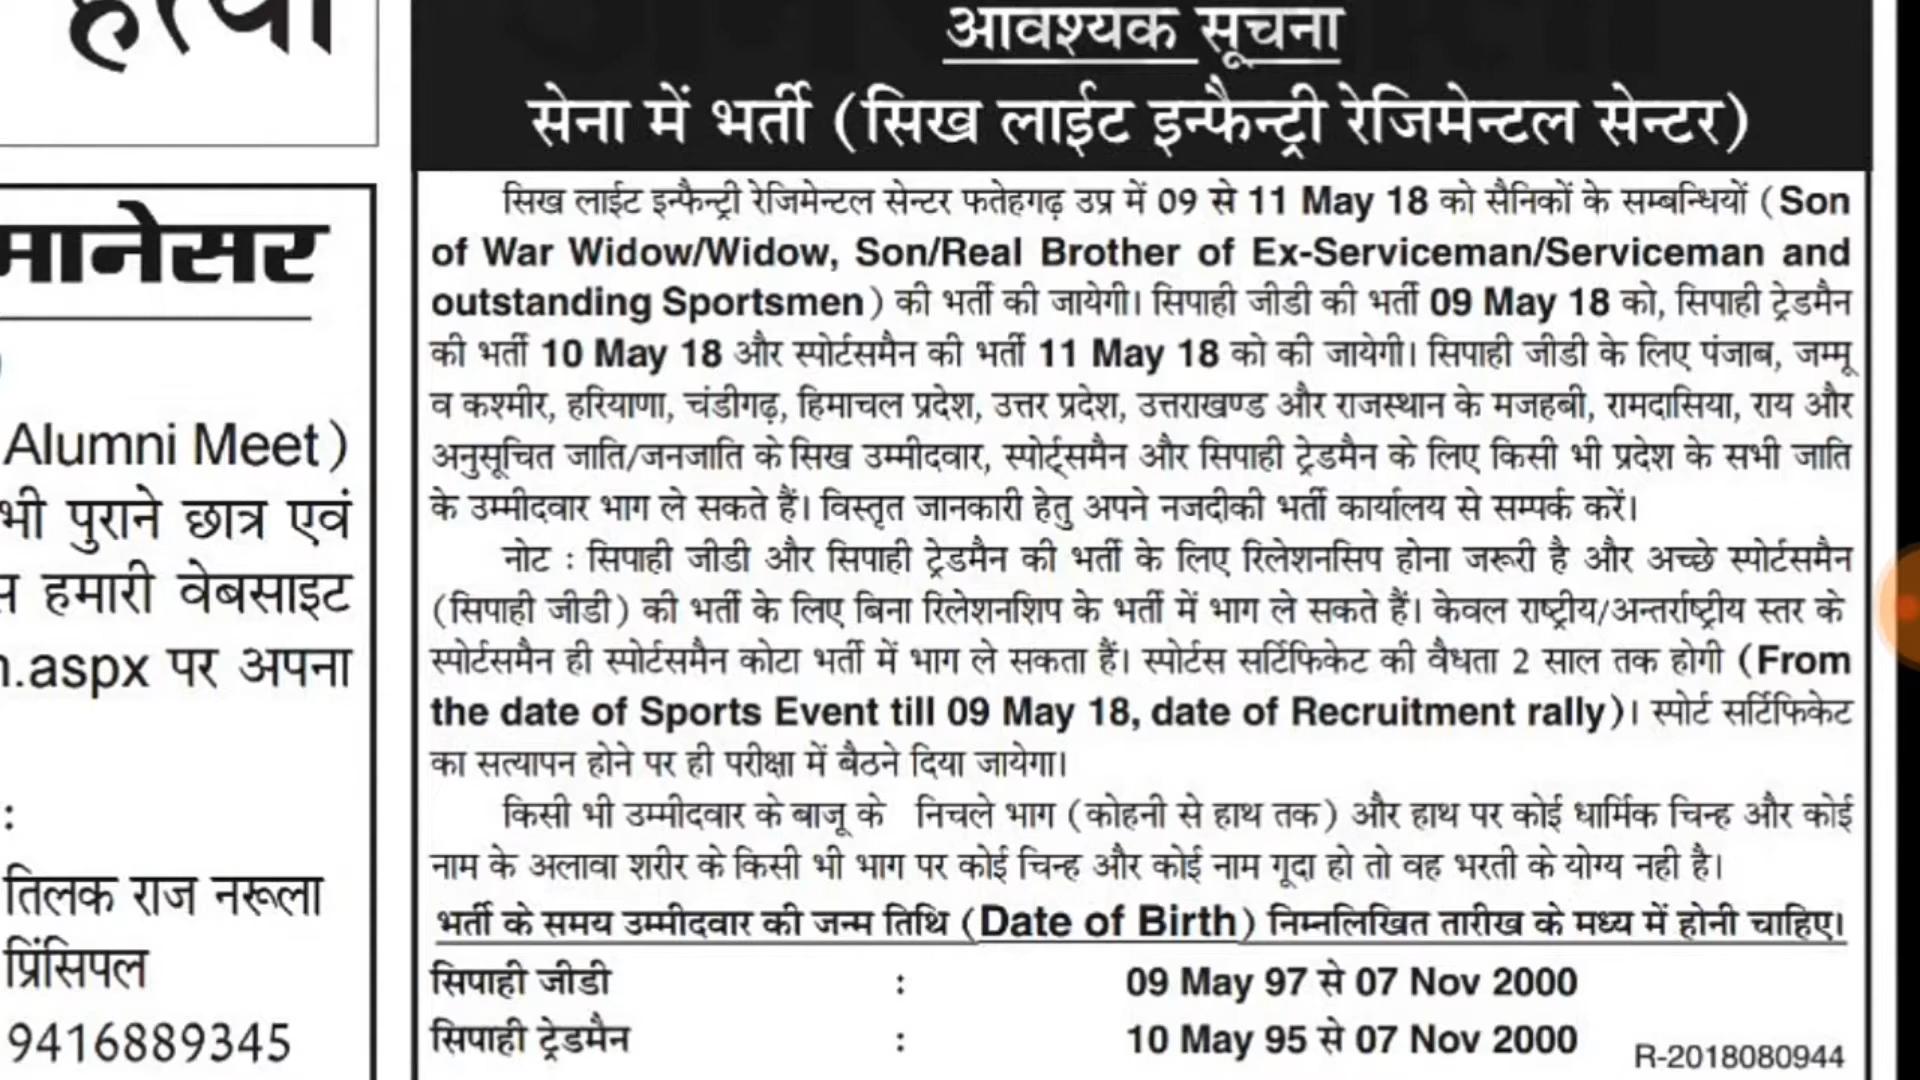 हत्या
मानेसर
Alumni Meet)
भी पुराने छात्र एवं
हमारी वेबसाइट
n.aspx पर अपना
:
तिलक राज नरूला
प्रिंसिपल
9416889345
आवश्यक सूचना
सेना में भर्ती (सिख लाईट इन्फैन्ट्री रेजिमेन्टल सेन्टर)
सिख लाईट इन्फैन्ट्री रेजिमेन्टल सेन्टर फतेहगढ़ उप्र में 09 से 11 May 18 को सैनिकों के सम्बन्धियों (Son
of War Widow/Widow, Son/Real Brother of Ex-Serviceman/Serviceman and
outstanding Sportsmen) की भर्ती की जायेगी। सिपाही जीडी की भर्ती 09 May 18 को, सिपाही ट्रेडमैन
की भर्ती 10 May 18 और स्पोर्टसमैन की भर्ती 11 May 18 को की जायेगी। सिपाही जीडी के लिए पंजाब, जम्मू
व कश्मीर, हरियाणा, चंडीगढ़, हिमाचल प्रदेश, उत्तर प्रदेश, उत्तराखण्ड और राजस्थान के मजहबी, रामदासिया, राय और
अनुसूचित जाति/जनजाति के सिख उम्मीदवार, स्पोर्ट्समैन और सिपाही ट्रेडमैन के लिए किसी भी प्रदेश के सभी जाति
के उम्मीदवार भाग ले सकते हैं। विस्तृत जानकारी हेतु अपने नजदीकी भर्ती कार्यालय से सम्पर्क करें।
नोट : सिपाही जीडी और सिपाही ट्रेडमैन की भर्ती के लिए रिलेशनसिप होना जरूरी है और अच्छे स्पोर्टसमैन
(सिपाही जीडी) की भर्ती के लिए बिना रिलेशनशिप के भर्ती में भाग ले सकते हैं। केवल राष्ट्रीय/अन्तर्राष्ट्रीय स्तर के
स्पोर्टसमैन ही स्पोर्टसमैन कोटा भर्ती में भाग ले सकता हैं। स्पोर्टस सर्टिफिकेट की वैधता 2 साल तक होगी (From
the date of Sports Event till 09 May 18, date of Recruitment rally)। स्पोर्ट सर्टिफिकेट
का सत्यापन होने पर ही परीक्षा में बैठने दिया जायेगा।
किसी भी उम्मीदवार के बाजू के निचले भाग (कोहनी से हाथ तक) और हाथ पर कोई धार्मिक चिन्ह और कोई
नाम के अलावा शरीर के किसी भी भाग पर कोई चिन्ह और कोई नाम गूदा हो तो वह भरती के योग्य नही है।
भर्ती के समय उम्मीदवार की जन्म तिथि (Date of Birth) निम्नलिखित तारीख के मध्य में होनी चाहिए।
सिपाही जीडी : 09 May 97 से 07 Nov 2000
सिपाही ट्रेडमैन : 10 May 95 से 07 Nov 2000
R-2018080944